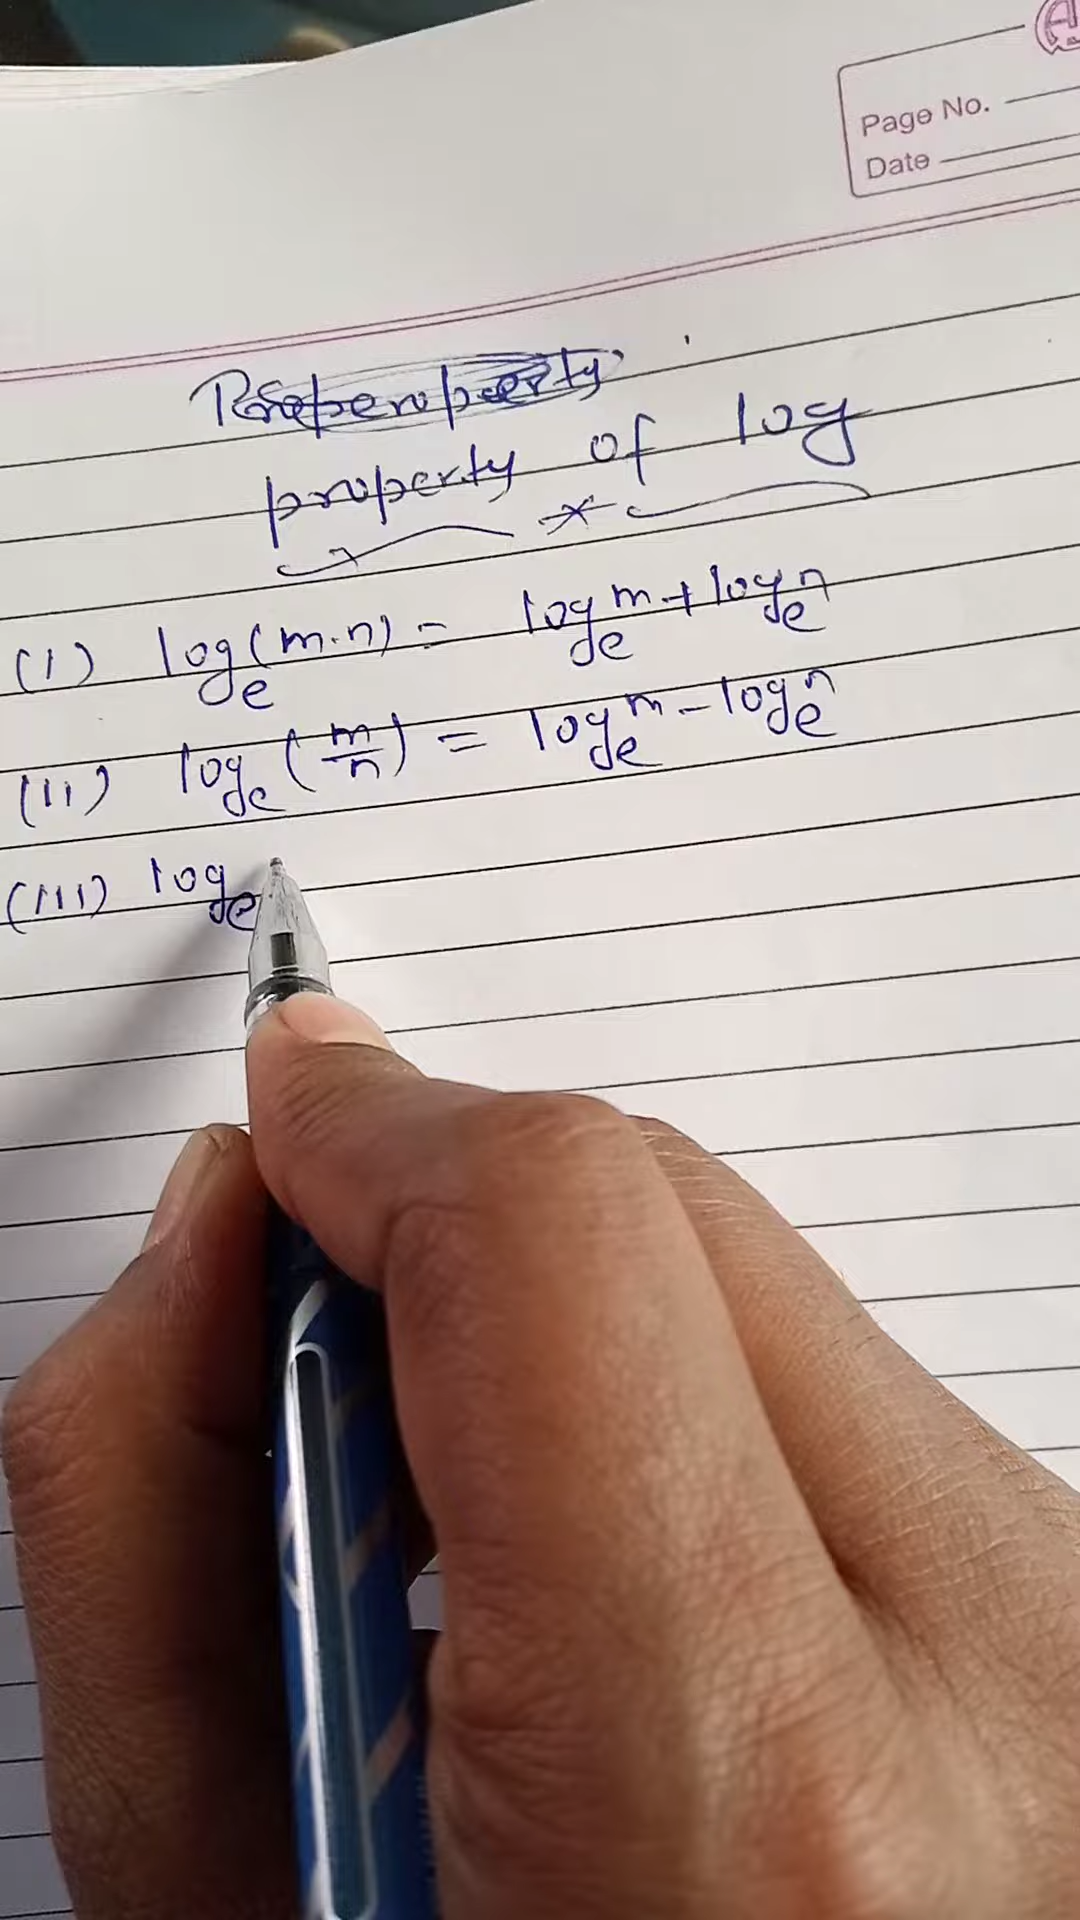 Page No.
Date
property of log
(i) logₑ(m.n) = logₑm + logₑn
(ii) logₑ(m/n) = logₑm - logₑn
(iii) logₑ